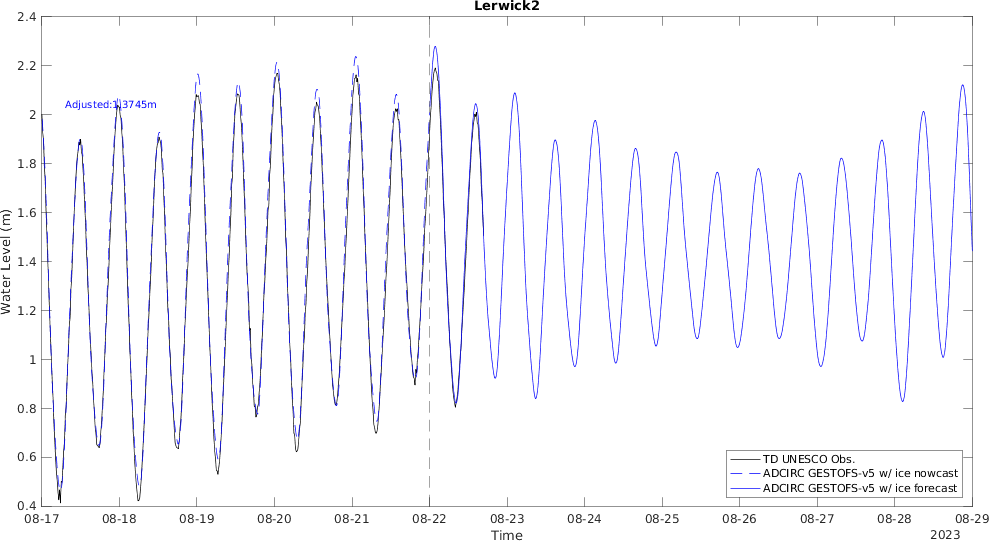 Lerwick2
2.4
2.2
2
1.8
1.6
1.4
1.2
1
0.8
0.6
0.4
Water Level (m)
Adjusted:1.3745m
TD UNESCO Obs.
ADCIRC GESTOFS-v5 w/ ice nowcast
ADCIRC GESTOFS-v5 w/ ice forecast
08-17 08-18 08-19 08-20 08-21 08-22 08-23 08-24 08-25 08-26 08-27 08-28 08-29
Time
2023